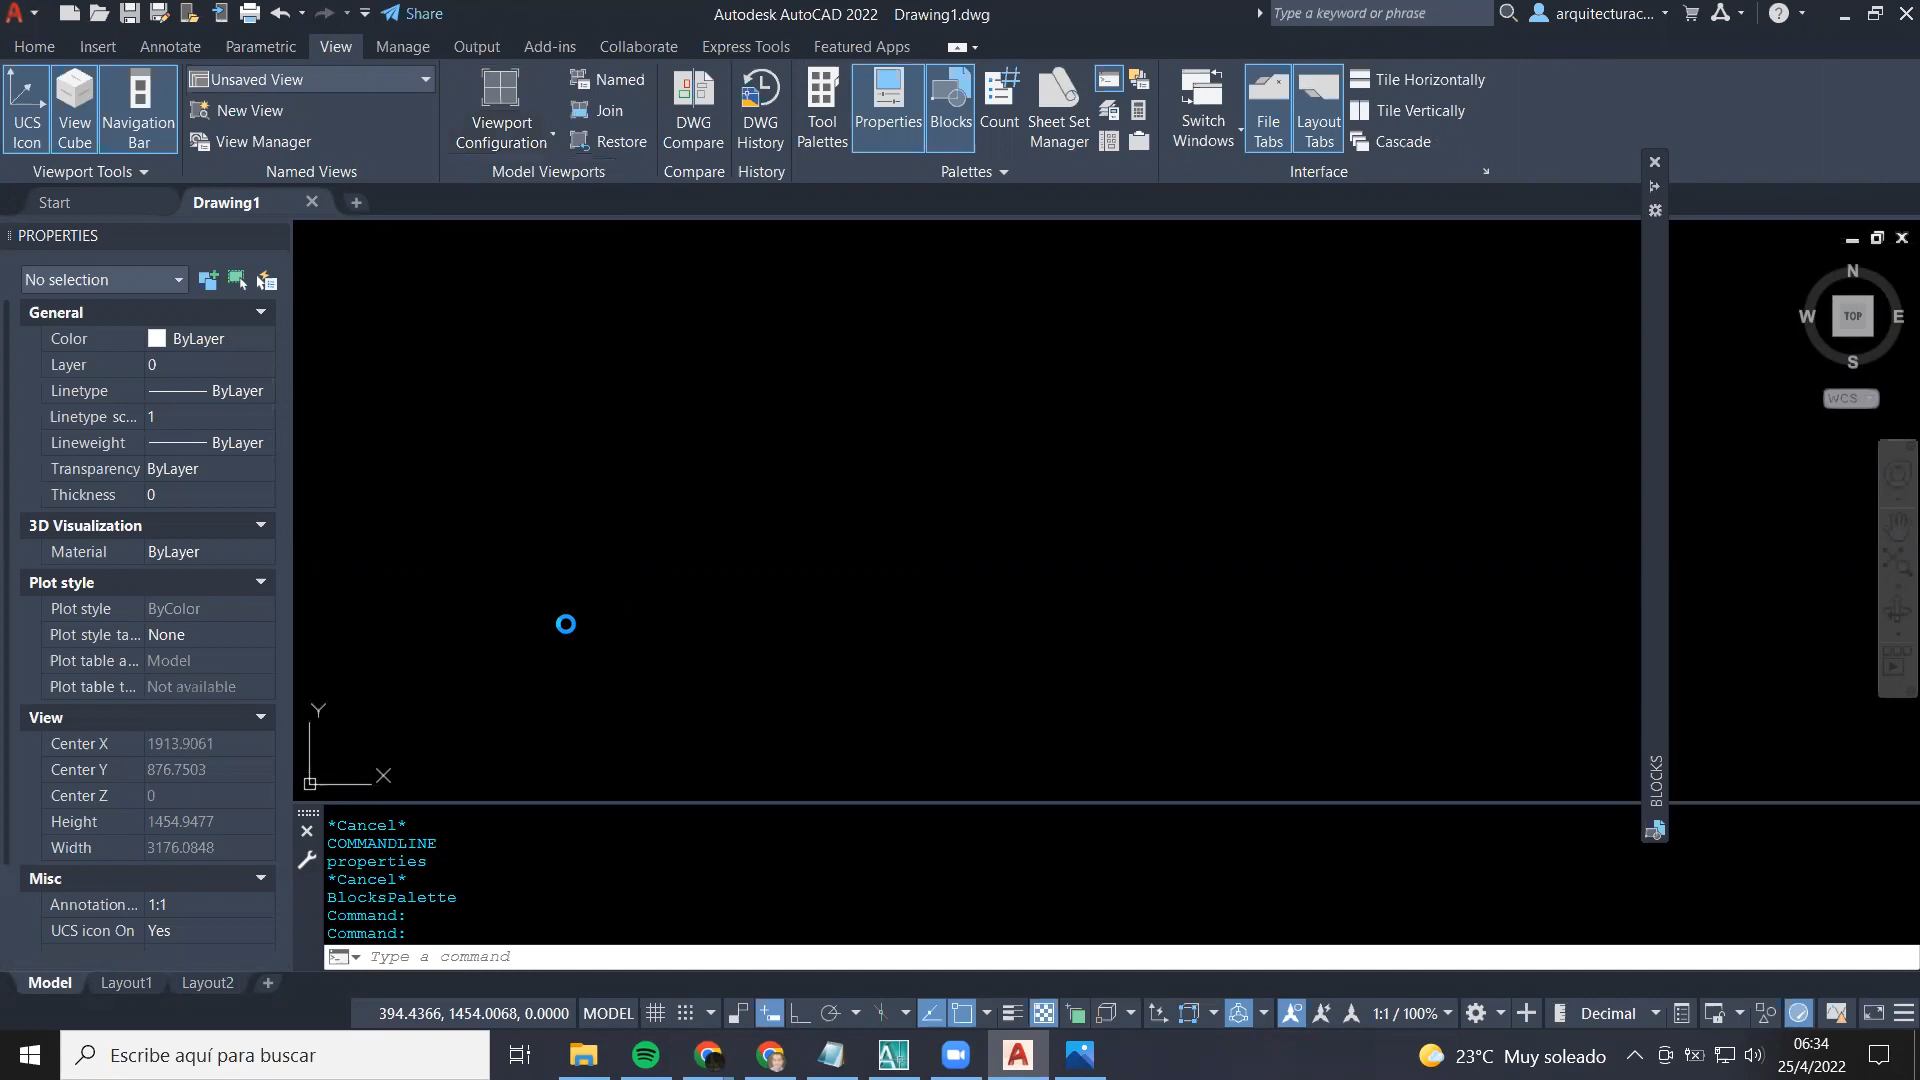 Share
Autodesk AutoCAD 2022 Drawing1.dwg
Type a keyword or phrase
arquitecturac...
Home Insert Annotate Parametric View Manage Output Add-ins Collaborate Express Tools Featured Apps
UCS Icon
View Cube
Navigation Bar
Viewport Tools
Unsaved View
New View
View Manager
Named Views
Viewport Configuration
Named
Join
Restore
Model Viewports
DWG Compare
Compare
DWG History
History
Tool Palettes
Properties
Blocks
Count
Sheet Set Manager
Palettes
Switch Windows
File Tabs
Layout Tabs
Tile Horizontally
Tile Vertically
Cascade
Interface
Start Drawing1
PROPERTIES
No selection
General
Color ByLayer
Layer 0
Linetype ByLayer
Linetype sc... 1
Lineweight ByLayer
Transparency ByLayer
Thickness 0
3D Visualization
Material ByLayer
Plot style
Plot style ByColor
Plot style ta... None
Plot table a... Model
Plot table t... Not available
View
Center X 1913.9061
Center Y 876.7503
Center Z 0
Height 1454.9477
Width 3176.0848
Misc
Annotation... 1:1
UCS icon On Yes
N
W TOP E
S
WCS
BLOCKS
Y
X
*Cancel*
COMMANDLINE
properties
*Cancel*
BlocksPalette
Command:
Command:
Type a command
Model Layout1 Layout2
394.4366, 1454.0068, 0.0000 MODEL 1:1 / 100% Decimal
Escribe aquí para buscar
23°C Muy soleado
06:34
25/4/2022